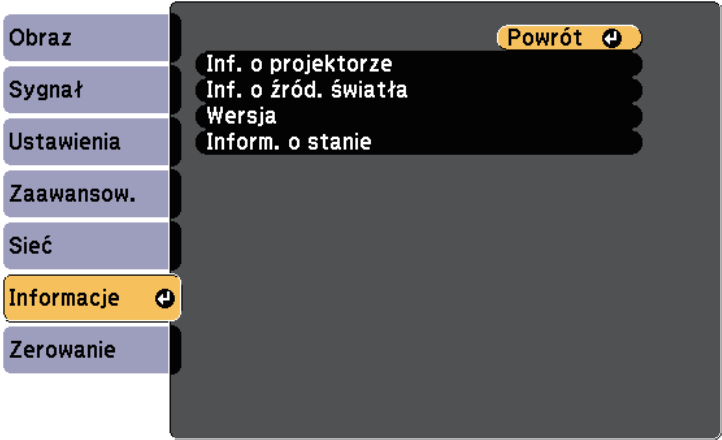 Obraz
Sygnał
Ustawienia
Zaawansow.
Sieć
Informacje
Zerowanie
Powrót
Inf. o projektorze
Inf. o źród. światła
Wersja
Inform. o stanie